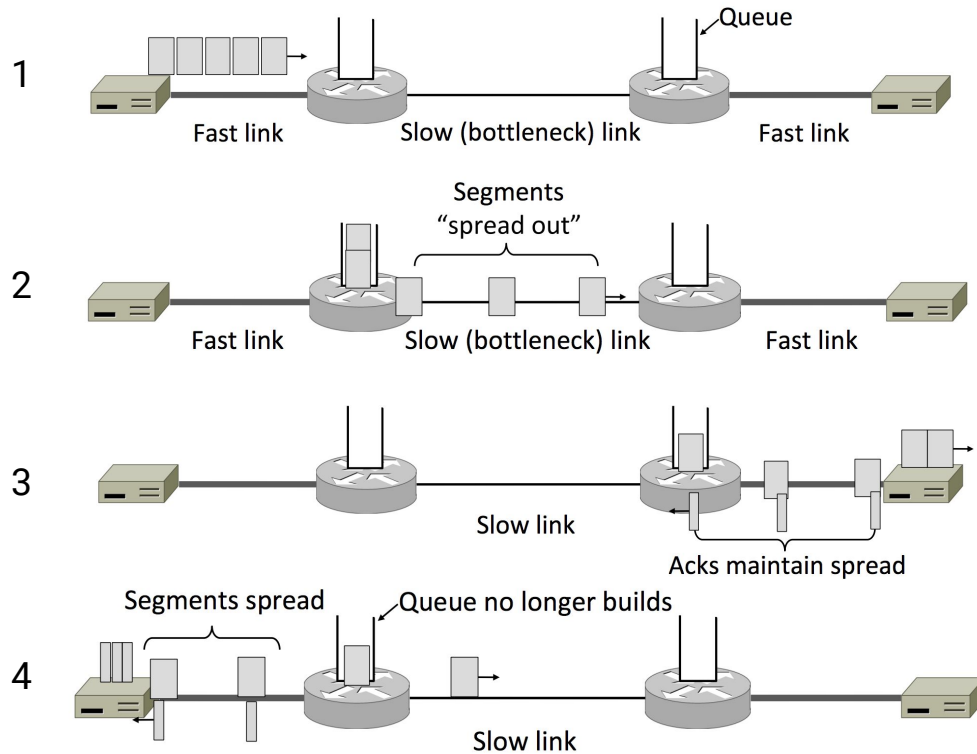 Queue
1
Fast link
Slow (bottleneck) link
Fast link
Segments
“spread out”
2
Fast link
Slow (bottleneck) link
Fast link
3
Slow link
Acks maintain spread
Segments spread
Queue no longer builds
4
Slow link